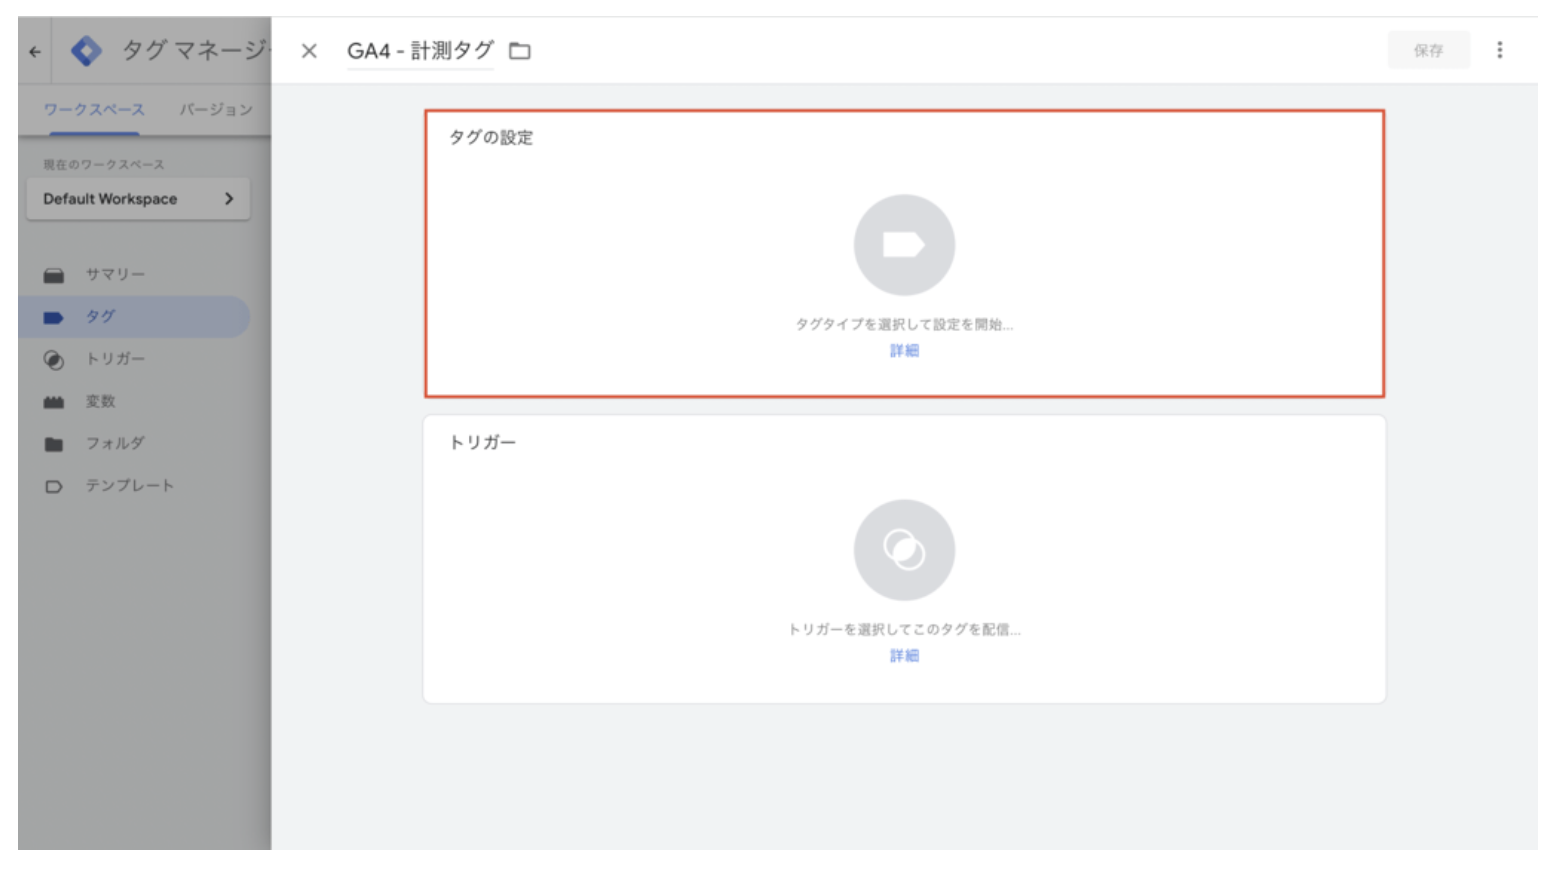 タグ マネージ
GA4 - 計測タグ
保存
ワークスペース
バージョン
現在のワークスペース
Default Workspace
サマリー
タグ
トリガー
変数
フォルダ
テンプレート
タグの設定
タグタイプを選択して設定を開始...
詳細
トリガー
トリガーを選択してこのタグを配信...
詳細